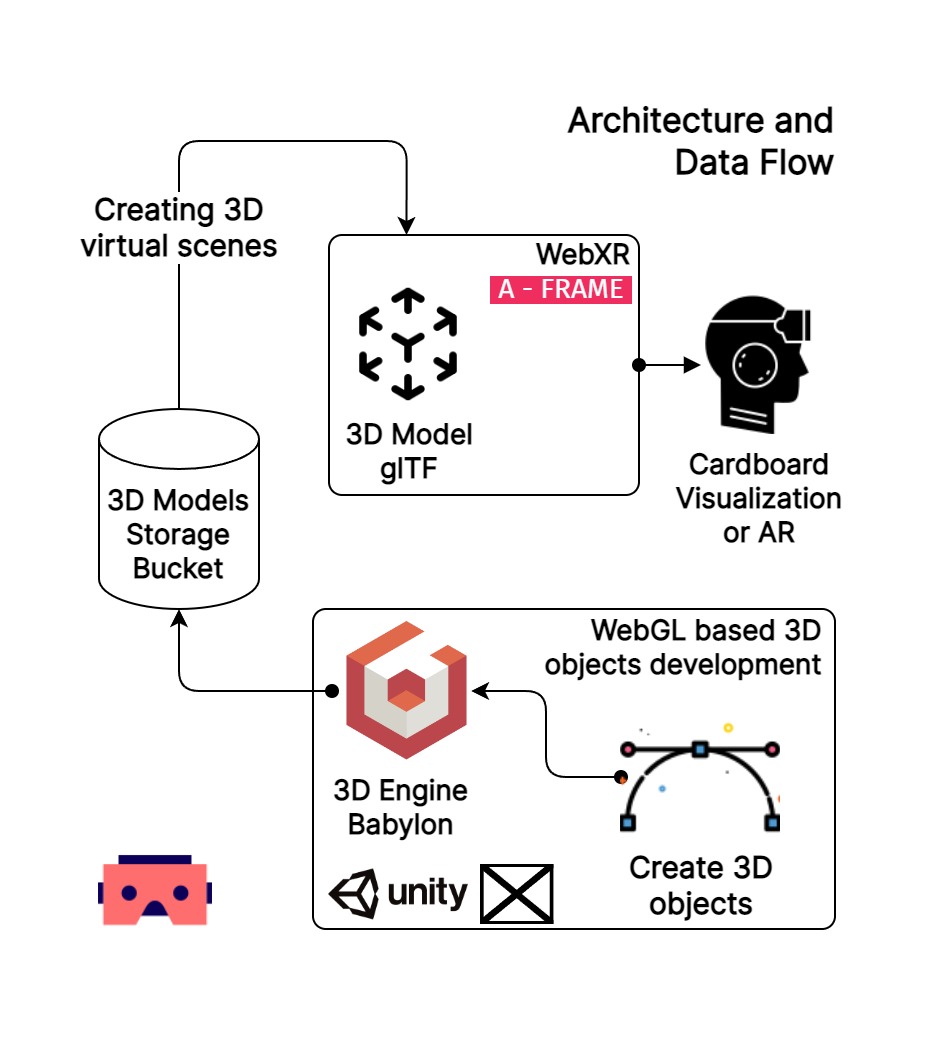 Architecture and
Data Flow
Creating 3D
virtual scenes
WebXR
A - FRAME
3D Model
glTF
Cardboard
Visualization
or AR
3D Models
Storage
Bucket
WebGL based 3D
objects development
3D Engine
Babylon
Create 3D
objects
unity